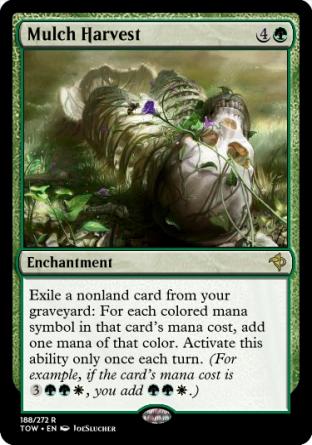 Mulch Harvest 4
Enchantment
Exile a nonland card from your
graveyard: For each colored mana
symbol in that card's mana cost, add
one mana of that color. Activate this
ability only once each turn. (For
example, if the card's mana cost is
3, you add .)
188/272 R
TOW • EN JoeSlucher